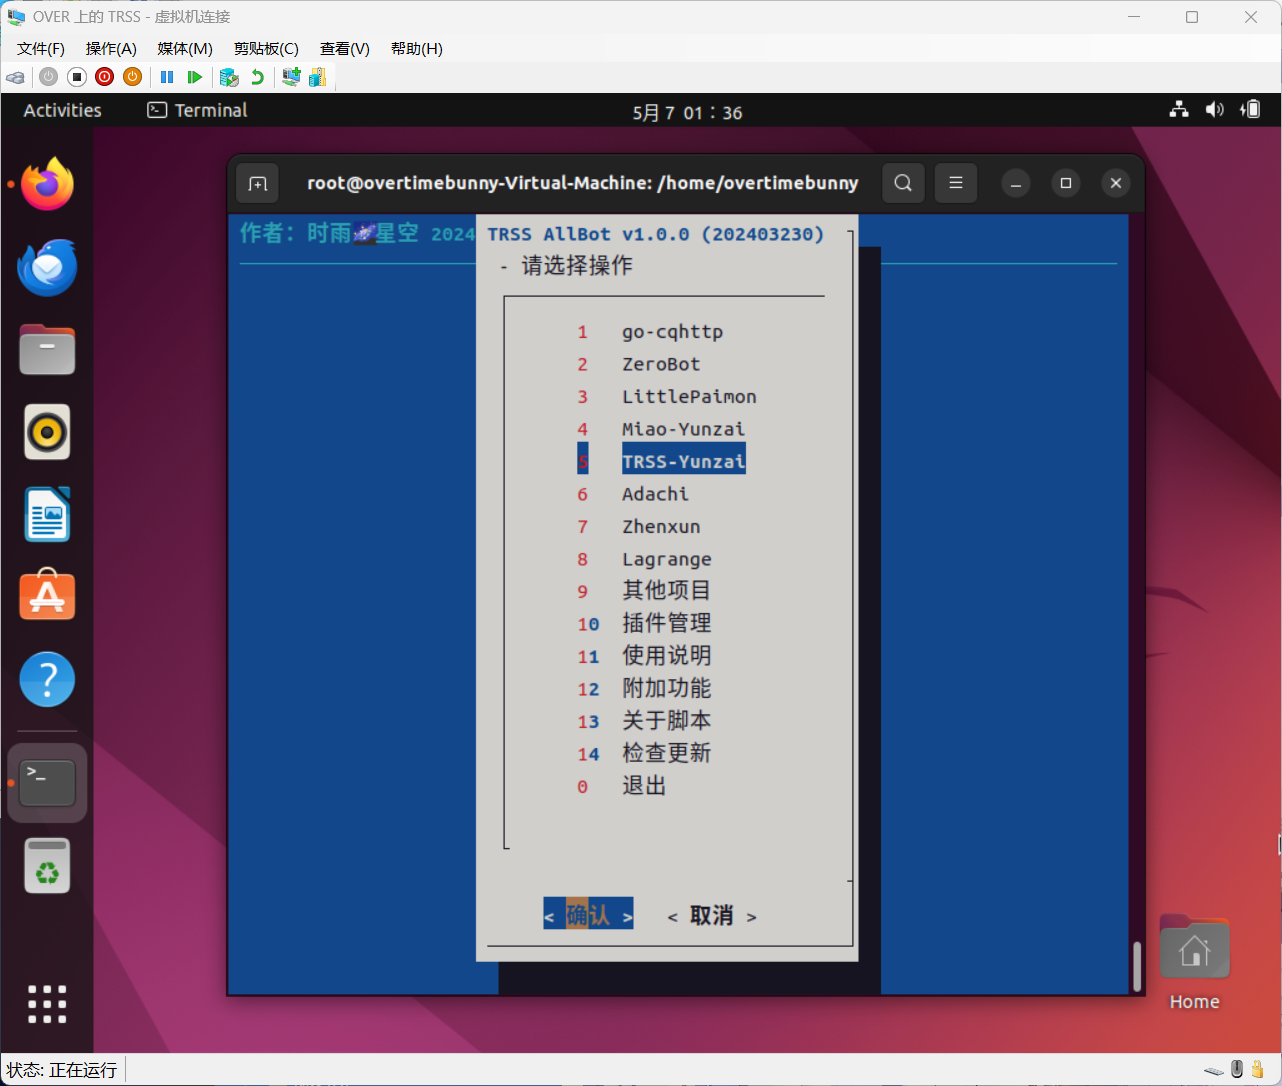 OVER 上的 TRSS - 虚拟机连接
文件(F) 操作(A) 媒体(M) 剪贴板(C) 查看(V) 帮助(H)
Activities Terminal 5月 7 01：36
root@overtimebunny-Virtual-Machine: /home/overtimebunny
作者：时雨🌌星空 2024
TRSS AllBot v1.0.0 (202403230)
- 请选择操作
1 go-cqhttp
2 ZeroBot
3 LittlePaimon
4 Miao-Yunzai
5 TRSS-Yunzai
6 Adachi
7 Zhenxun
8 Lagrange
9 其他项目
10 插件管理
11 使用说明
12 附加功能
13 关于脚本
14 检查更新
0 退出
< 确认 > < 取消 >
Home
状态: 正在运行